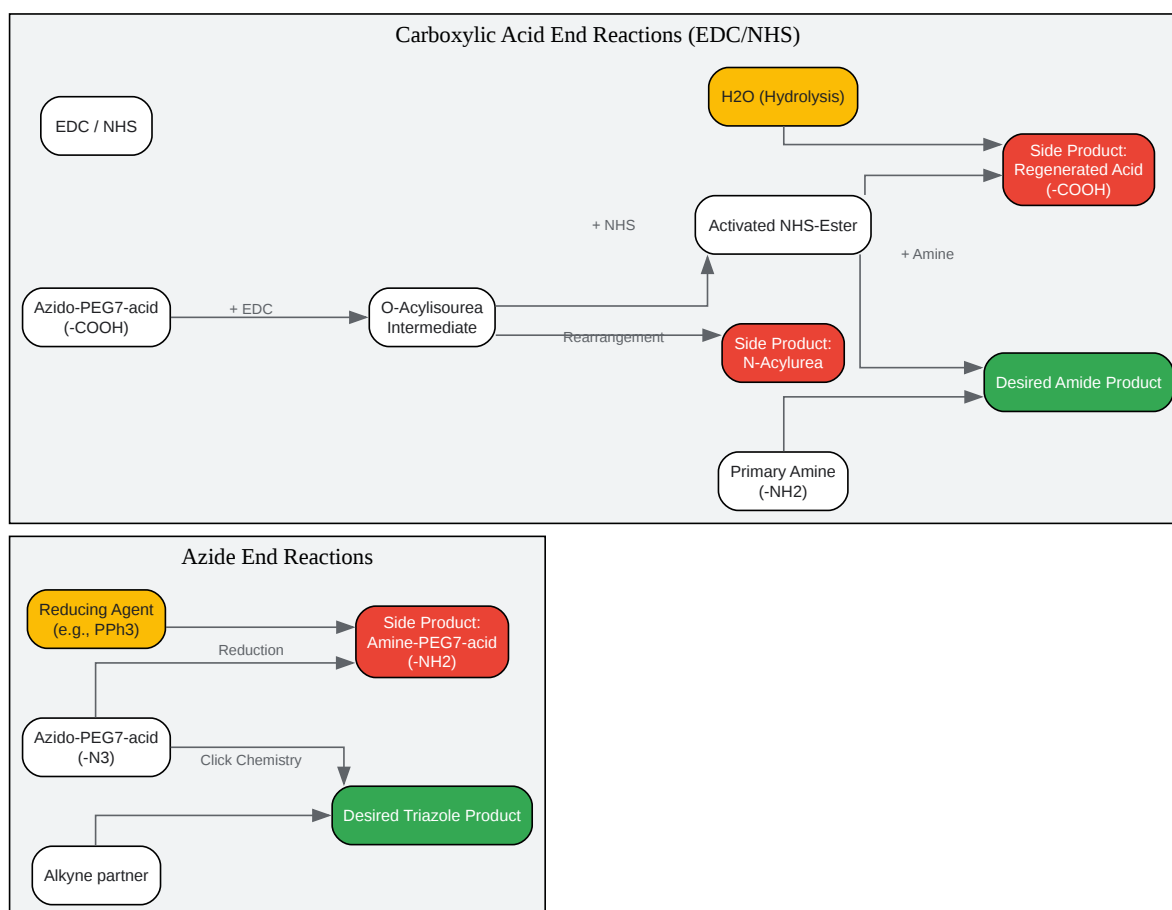 Carboxylic Acid End Reactions (EDC/NHS)
H2O (Hydrolysis)
EDC / NHS
Side Product:
Regenerated Acid
(-COOH)
+ NHS
Activated NHS-Ester
+ Amine
Azido-PEG7-acid
(-COOH)
+ EDC
O-Acylisourea
Intermediate
Rearrangement
Side Product:
N-Acylurea
Desired Amide Product
Primary Amine
(-NH2)
Azide End Reactions
Reducing Agent
(e.g., PPh3)
Side Product:
Amine-PEG7-acid
(-NH2)
Reduction
Azido-PEG7-acid
(-N3)
Click Chemistry
Desired Triazole Product
Alkyne partner